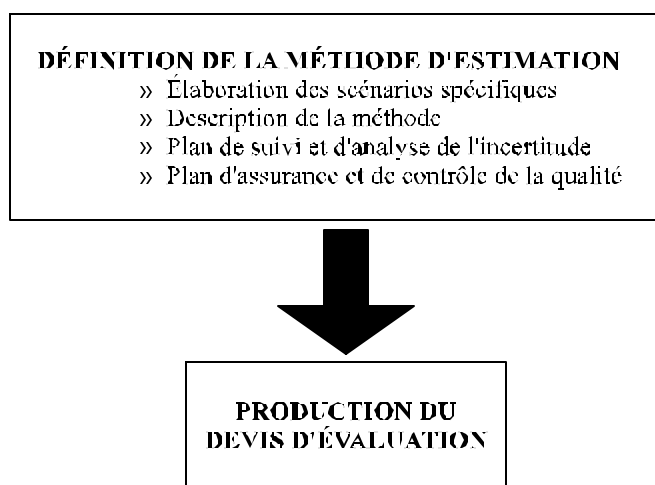 DÉFINITION DE LA MÉTHODE D'ESTIMATION
» Élaboration des scénarios spécifiques
» Description de la méthode
» Plan de suivi et d'analyse de l'incertitude
» Plan d'assurance et de contrôle de la qualité
PRODUCTION DU
DEVIS D'ÉVALUATION